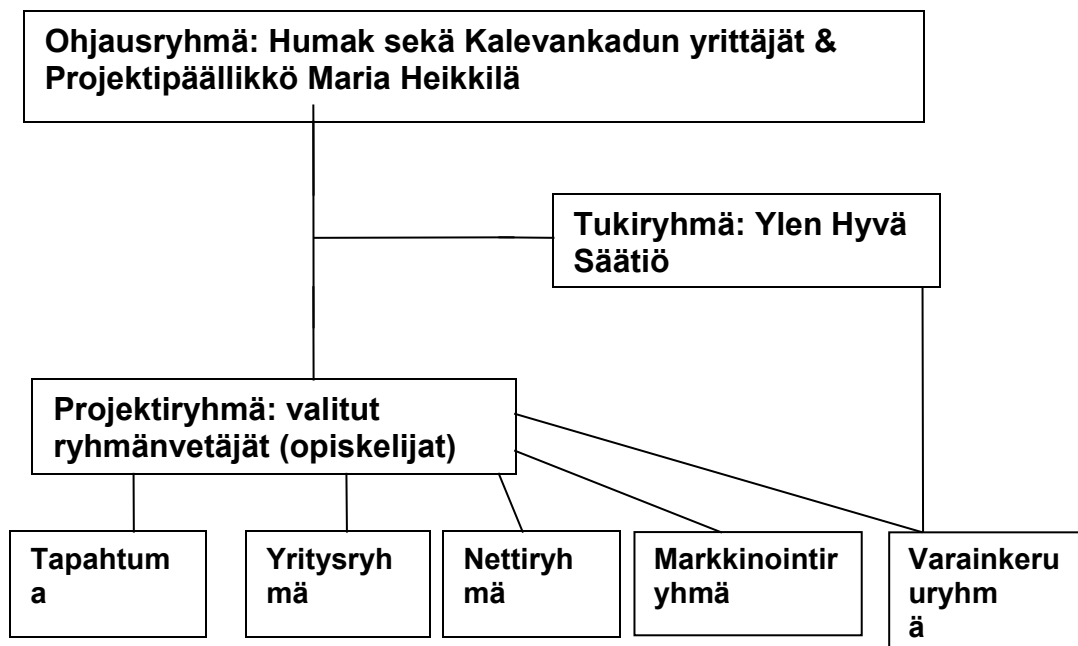 Ohjausryhmä: Humak sekä Kalevankadun yrittäjät &
Projektipäällikkö Maria Heikkilä
Tukiryhmä: Ylen Hyvä
Säätiö
Projektiryhmä: valitut
ryhmänvetäjät (opiskelijat)
Tapahtum
a
Yritysryh
mä
Nettiryh
mä
Markkinointir
yhmä
Varainkeru
uryhm
ä